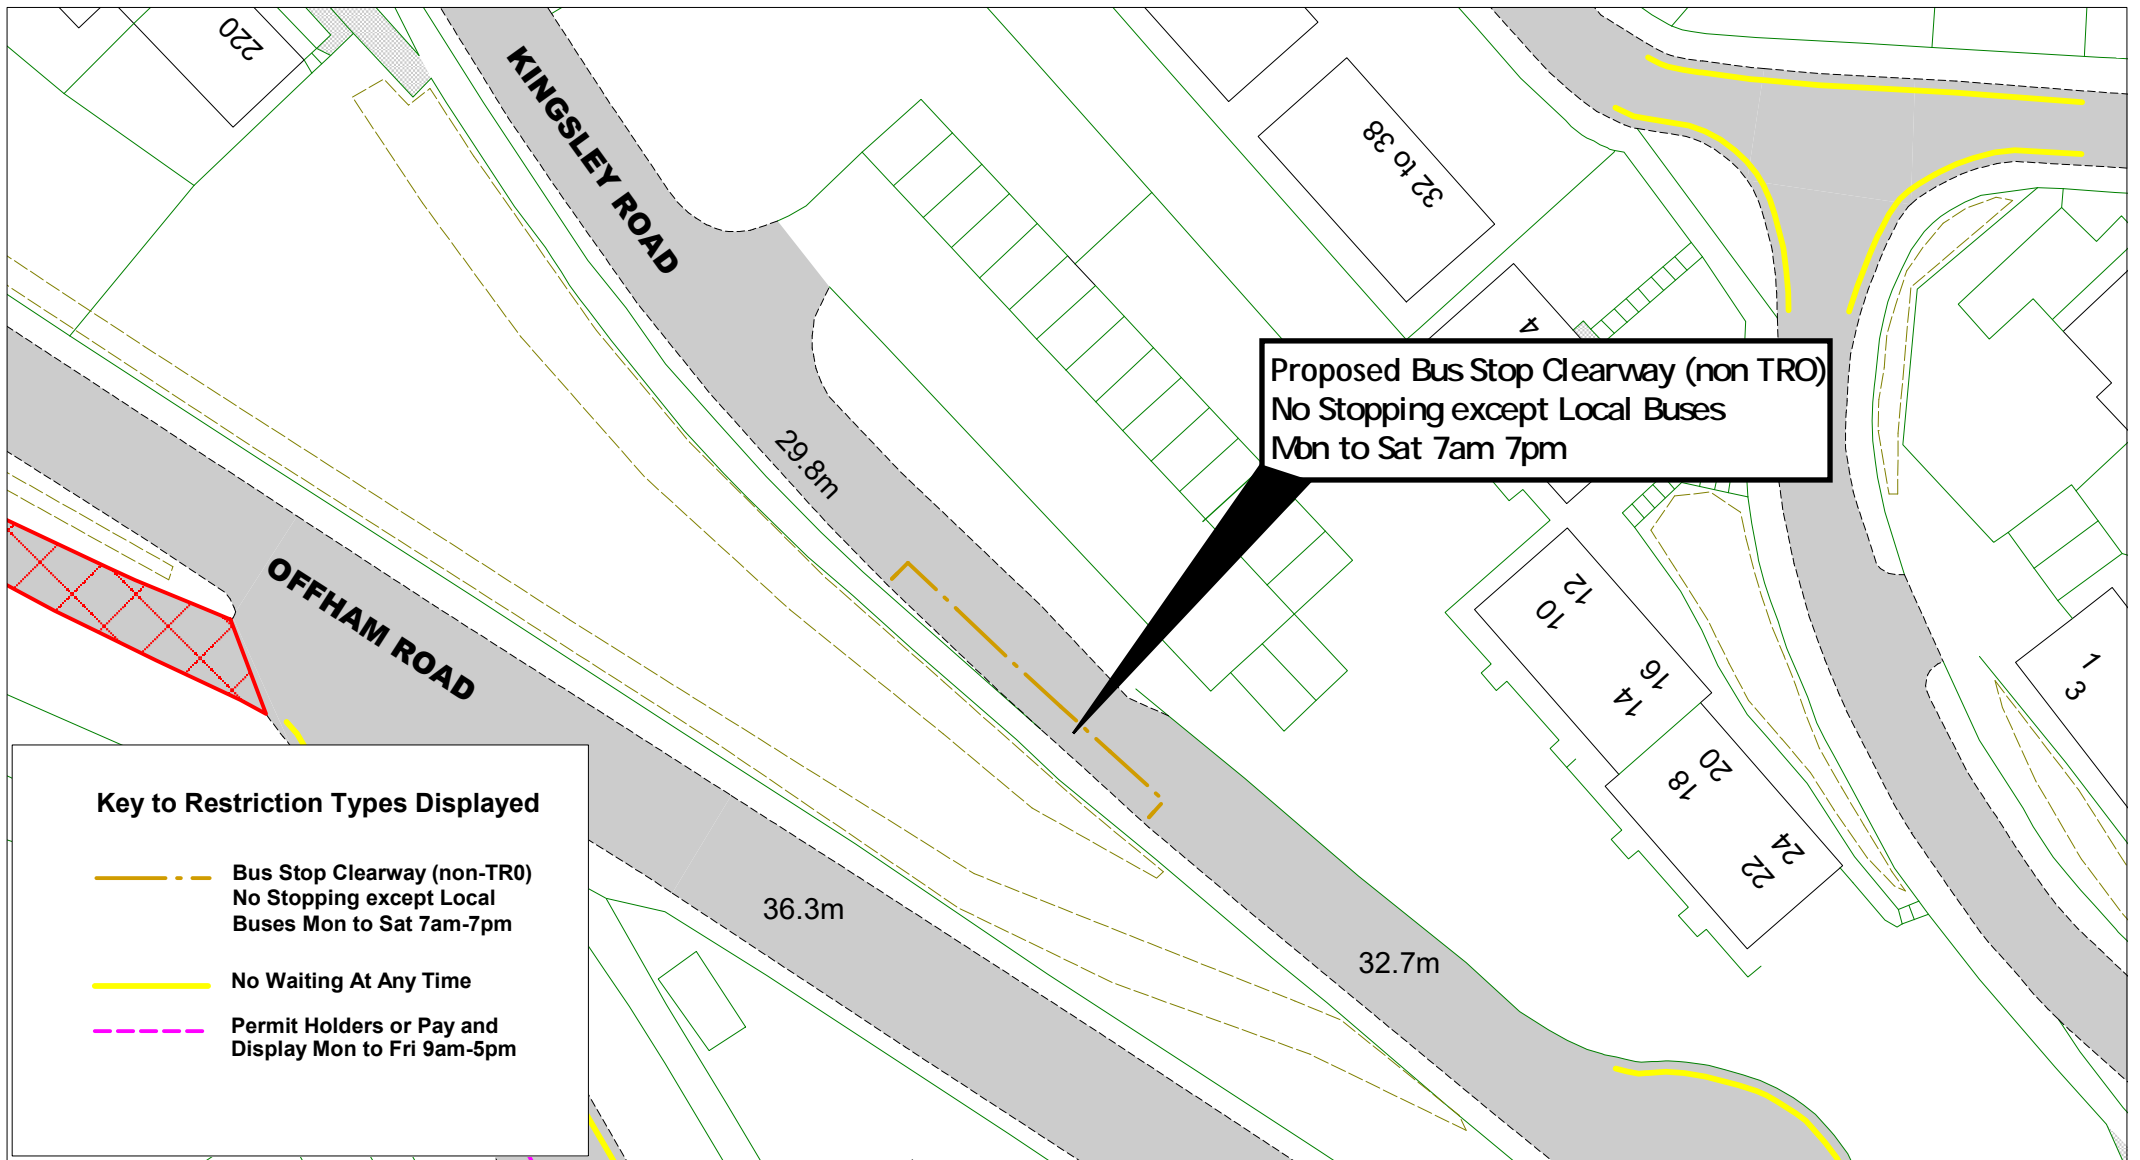 220
KINGSLEY ROAD
32 to 38
4
Proposed Bus Stop Clearway (non TRO)
No Stopping except Local Buses
Mon to Sat 7am 7pm
29.8m
OFFHAM ROAD
10
12
14
16
18
20
22
24
1
3
Key to Restriction Types Displayed
Bus Stop Clearway (non-TR0)
No Stopping except Local
Buses Mon to Sat 7am-7pm
No Waiting At Any Time
Permit Holders or Pay and
Display Mon to Fri 9am-5pm
36.3m
32.7m